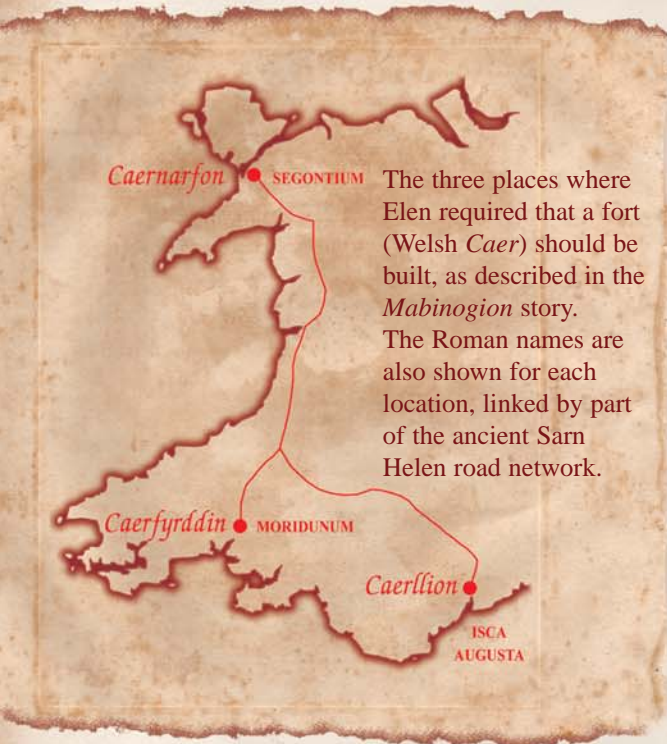 Caernarfon SEGONTIUM
The three places where
Elen required that a fort
(Welsh Caer) should be
built, as described in the
Mabinogion story.
The Roman names are
also shown for each
location, linked by part
of the ancient Sarn
Helen road network.
Caerfyrddin MORIDUNUM
Caerllion
ISCA
AUGUSTA